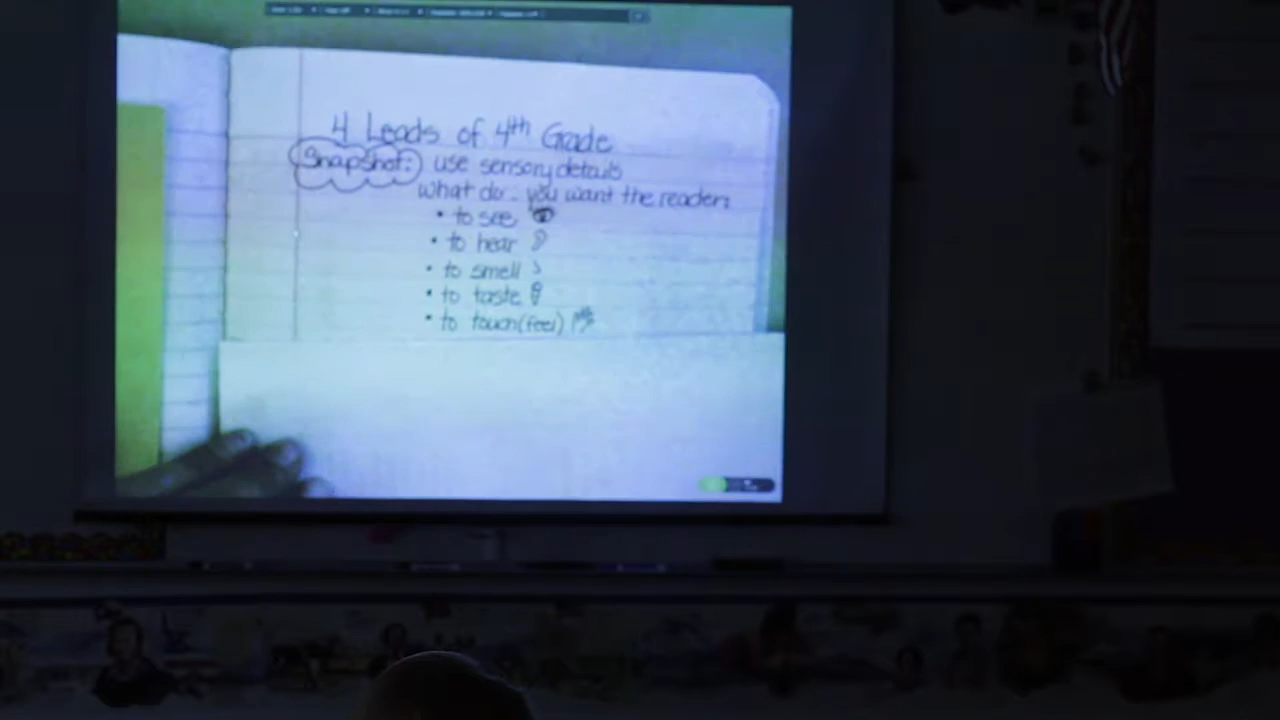 4 Leads of 4th Grade
Snapshot: use sensory details
what do you want the reader:
• to see
• to hear
• to smell
• to taste
• to touch (feel)